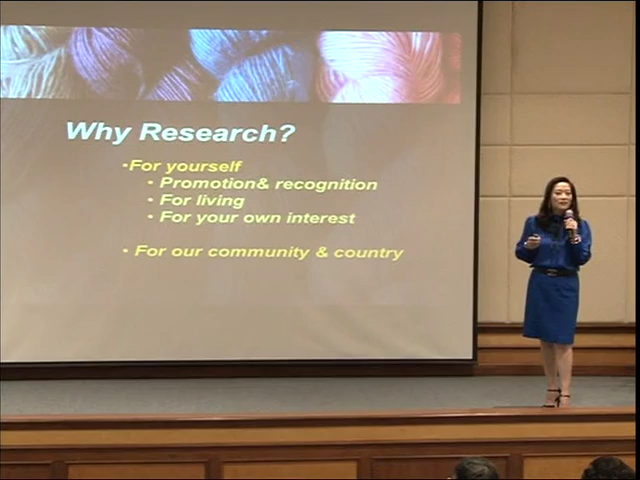 Why Research?
•For yourself
• Promotion& recognition
• For living
• For your own interest
• For our community & country